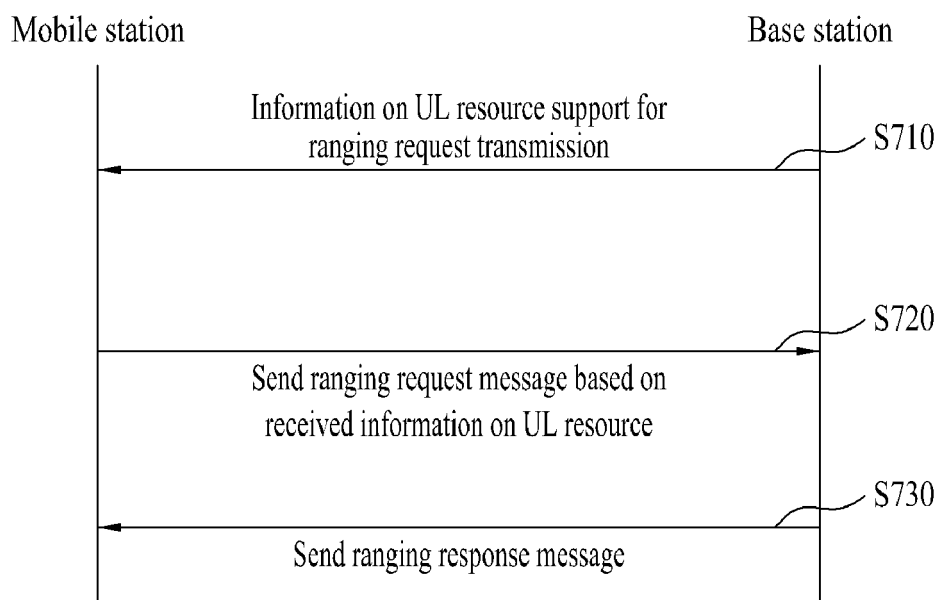 Mobile station
Base station
Information on UL resource support for
ranging request transmission
S710
S720
Send ranging request message based on
received information on UL resource
S730
Send ranging response message